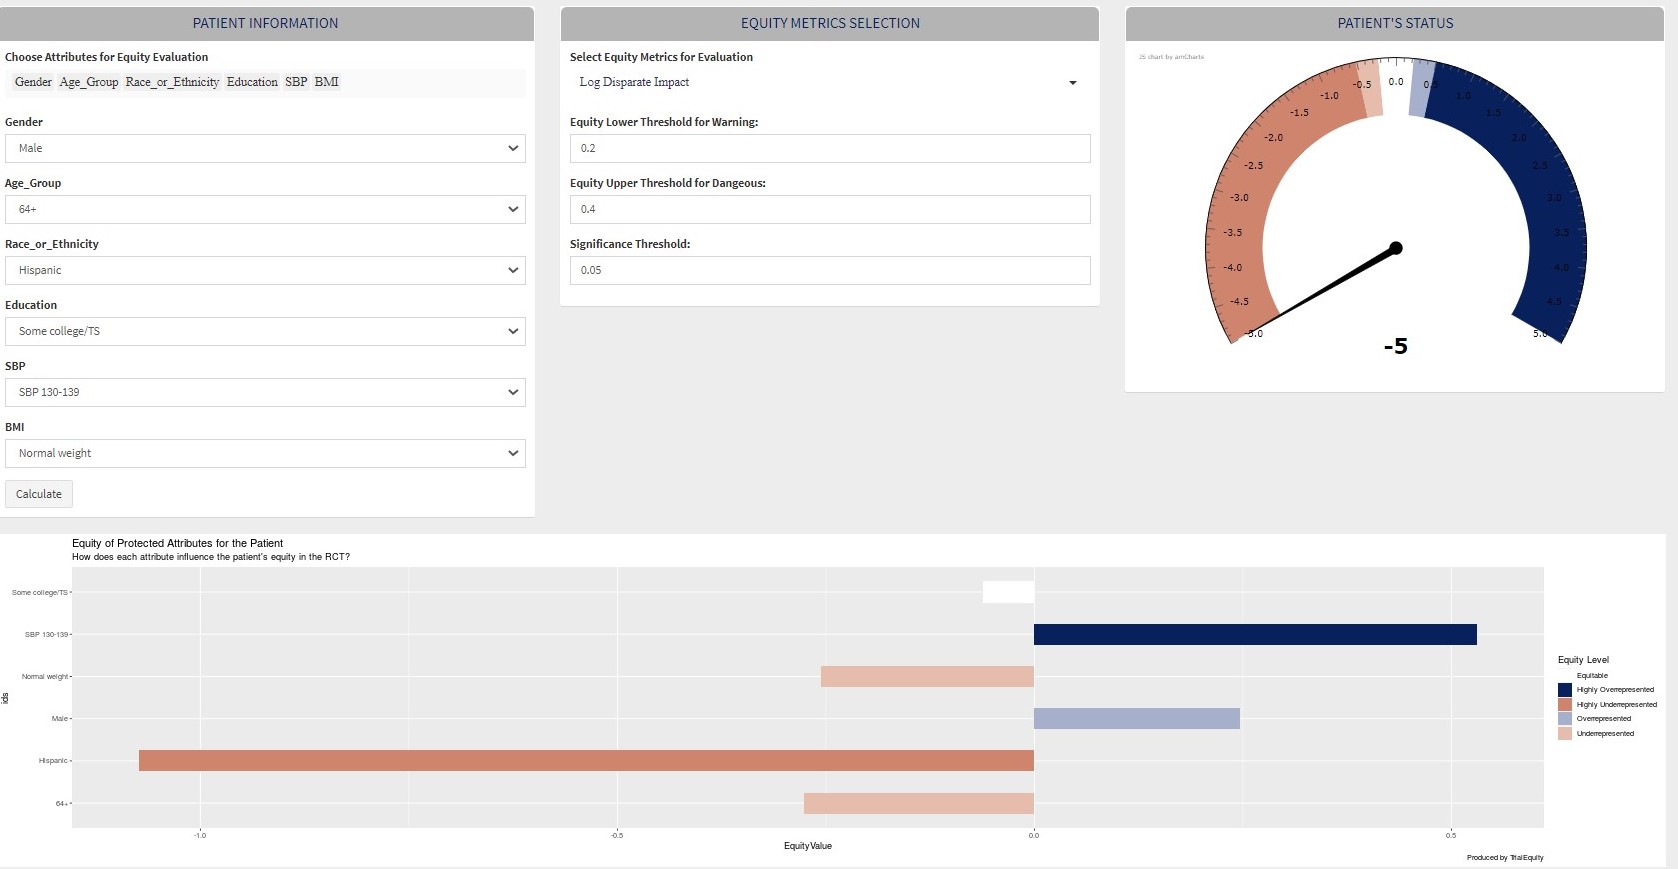 PATIENT INFORMATION
Choose Attributes for Equity Evaluation
Gender Age_Group Race_or_Ethnicity Education SBP BMI
Gender
Male
Age_Group
64+
Race_or_Ethnicity
Hispanic
Education
Some college/TS
SBP
SBP 130-139
BMI
Normal weight
Calculate
EQUITY METRICS SELECTION
Select Equity Metrics for Evaluation
Log Disparate Impact
Equity Lower Threshold for Warning:
0.2
Equity Upper Threshold for Dangeous:
0.4
Significance Threshold:
0.05
PATIENT'S STATUS
JS chart by amCharts
-5.0
-4.5
-4.0
-3.5
-3.0
-2.5
-2.0
-1.5
-1.0
-0.5
0.0
0.5
1.0
1.5
2.0
2.5
3.0
3.5
4.0
4.5
5.0
-5
Equity of Protected Attributes for the Patient
How does each attribute influence the patient's equity in the RCT?
ids
Some college/TS
SBP 130-139
Normal weight
Male
Hispanic
64+
-1.0 -0.5 0.0 0.5
EquityValue
Equity Level
Equitable
Highly Overrepresented
Highly Underrepresented
Overrepresented
Underrepresented
Produced by TrialEquity